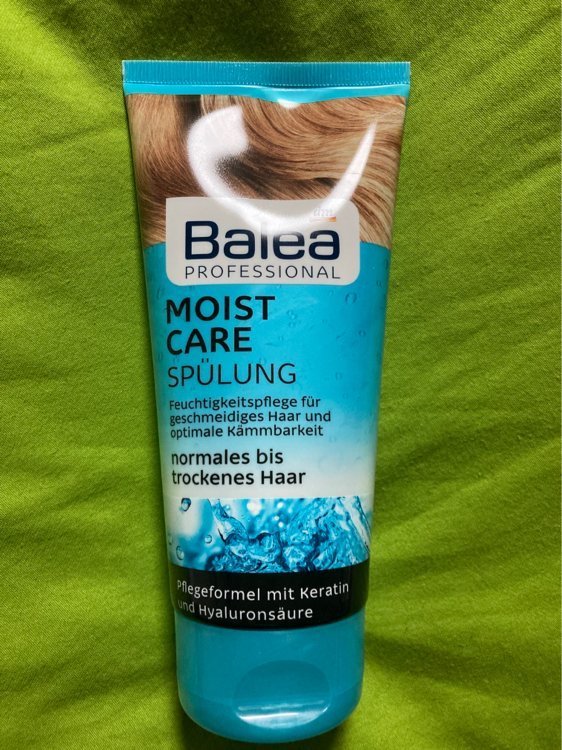 dm
Balea
PROFESSIONAL
MOIST
CARE
SPÜLUNG
Feuchtigkeitspflege für
geschmeidiges Haar und
optimale Kämmbarkeit
normales bis
trockenes Haar
Pflegeformel mit Keratin
und Hyaluronsäure